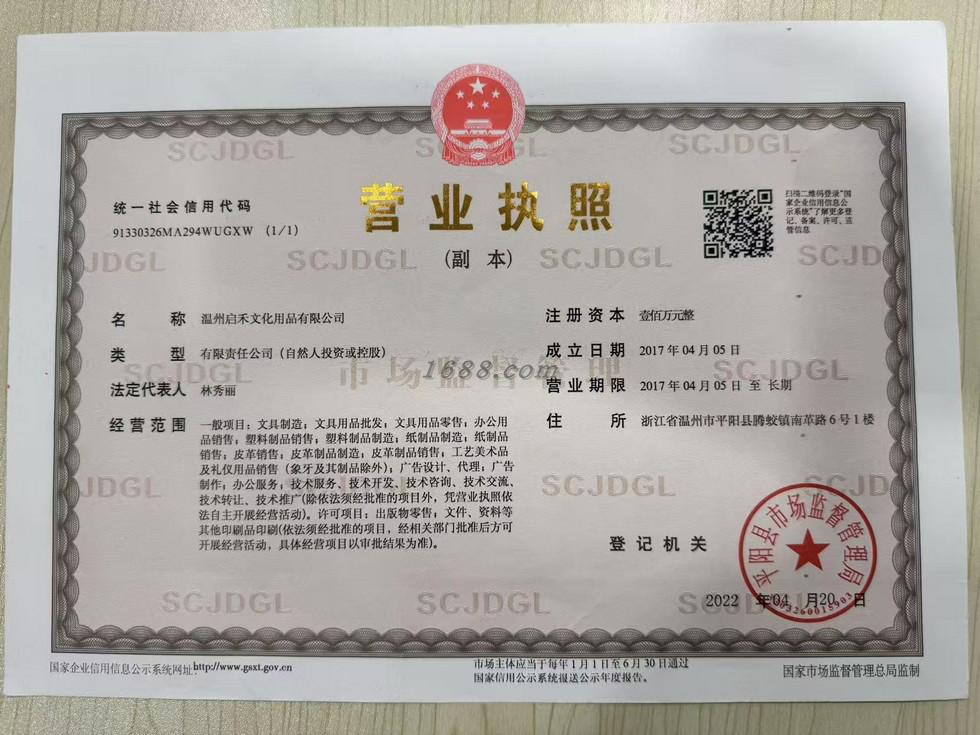 SCJDGL
SCJDGL
营业执照
(副 本)
统一社会信用代码
91330326MA294WUGXW (1/1)
扫描二维码登录“国
家企业信用信息公
示系统”了解更多登
记、备案、许可、监
管信息
JDGL
SCJDGL
SCJDGL
SCJD
名 称 温州启禾文化用品有限公司
类 型 有限责任公司（自然人投资或控股）
法定代表人 林秀丽
经营范围 一般项目：文具制造；文具用品批发；文具用品零售；办公用
品销售；塑料制品销售；塑料制品制造；纸制品制造；纸制品
销售；皮革销售；皮革制品制造；皮革制品销售；工艺美术品
及礼仪用品销售（象牙及其制品除外）；广告设计、代理；广告
制作；办公服务；技术服务、技术开发、技术咨询、技术交流、
技术转让、技术推广(除依法须经批准的项目外，凭营业执照依
法自主开展经营活动)。许可项目：出版物零售；文件、资料等
其他印刷品印刷(依法须经批准的项目，经相关部门批准后方可
开展经营活动，具体经营项目以审批结果为准)。
注册资本 壹佰万元整
成立日期 2017年04月05日
营业期限 2017年04月05日 至 长期
住 所 浙江省温州市平阳县腾蛟镇南革路6号1楼
SCJDGL
市场监督管理
1688.com
SCJDGL
JDGL
SCJDGL
SCJDGL
SCJDGL
登记机关
平阳县市场监督管理局
2022 年04 月20 日
SCJDGL
SCJDGL
国家企业信用信息公示系统网址:http://www.gsxt.gov.cn
市场主体应当于每年1月1日至6月30日通过
国家信用公示系统报送公示年度报告。
国家市场监督管理总局监制